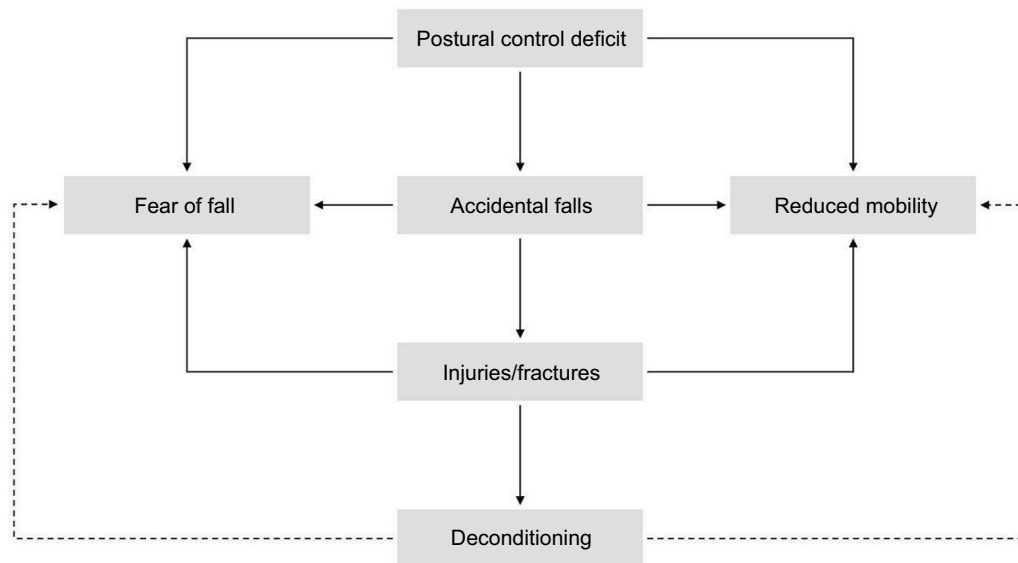 Postural control deficit
Fear of fall
Accidental falls
Reduced mobility
Injuries/fractures
Deconditioning